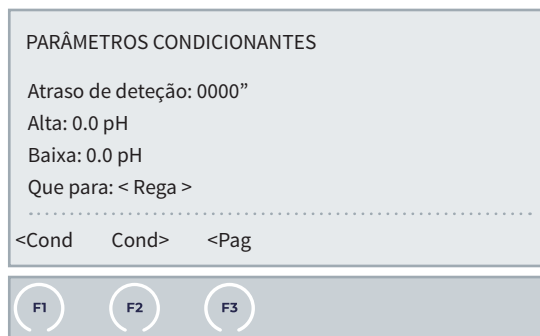 PARÂMETROS CONDICIONANTES
Atraso de deteção: 0000”
Alta: 0.0 pH
Baixa: 0.0 pH
Que para: < Rega >
<Cond Cond> <Pag
F1 F2 F3